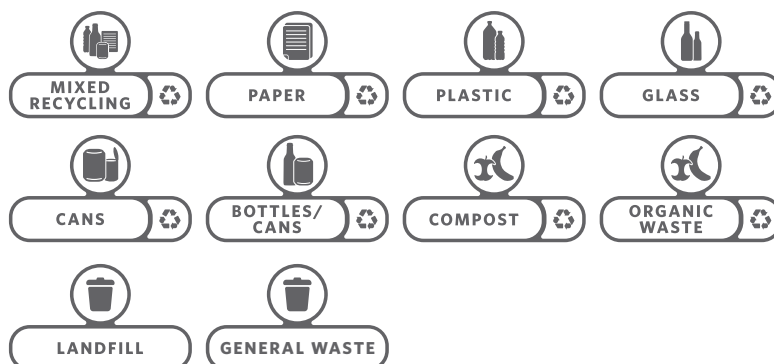 MIXED
RECYCLING
PAPER
PLASTIC
GLASS
CANS
BOTTLES/
CANS
COMPOST
ORGANIC
WASTE
LANDFILL
GENERAL WASTE